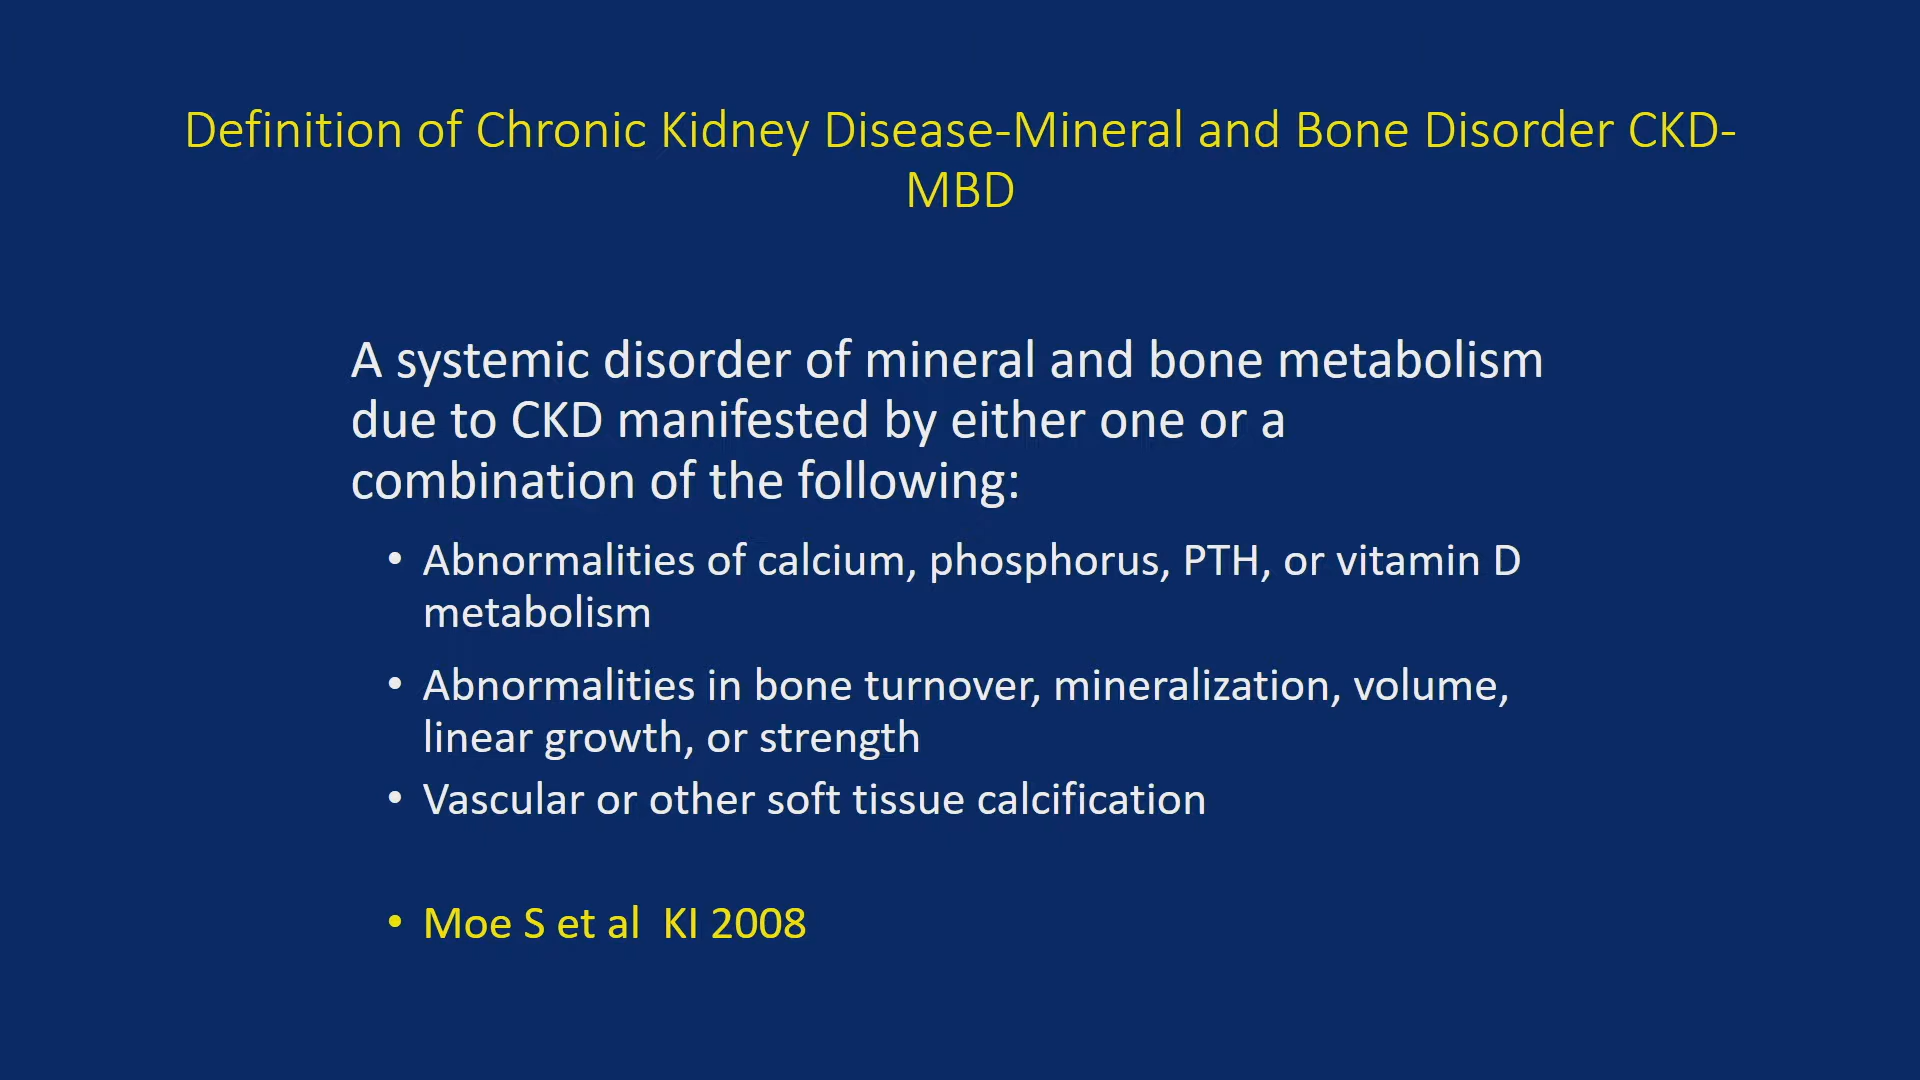 Definition of Chronic Kidney Disease-Mineral and Bone Disorder CKD-
MBD
A systemic disorder of mineral and bone metabolism
due to CKD manifested by either one or a
combination of the following:
• Abnormalities of calcium, phosphorus, PTH, or vitamin D
metabolism
• Abnormalities in bone turnover, mineralization, volume,
linear growth, or strength
• Vascular or other soft tissue calcification
• Moe S et al  KI 2008